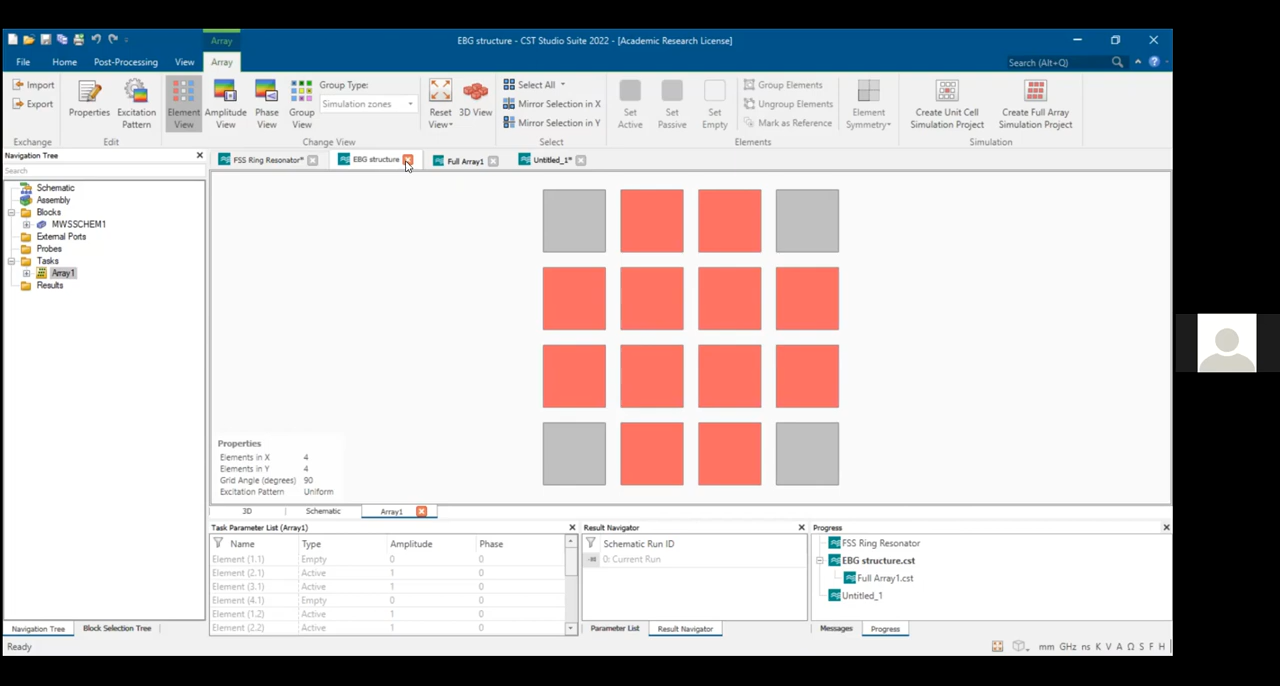 Array
EBG structure - CST Studio Suite 2022 - [Academic Research License]
File Home Post-Processing View Array Search (Alt+Q)
Import
Export
Exchange
Properties
Excitation Pattern
Edit
Element View
Amplitude View
Phase View
Group View
Group Type:
Simulation zones
Reset View
3D View
Change View
Select All
Mirror Selection in X
Mirror Selection in Y
Select
Set Active
Set Passive
Set Empty
Group Elements
Ungroup Elements
Mark as Reference
Element Symmetry
Elements
Create Unit Cell Simulation Project
Create Full Array Simulation Project
Simulation
Navigation Tree
Search
FSS Ring Resonator* EBG structure Full Array1 Untitled_1*
Schematic
Assembly
Blocks
MWSSCHEM1
External Ports
Probes
Tasks
Array1
Results
Properties
Elements in X 4
Elements in Y 4
Grid Angle (degrees) 90
Excitation Pattern Uniform
3D Schematic Array1
Task Parameter List (Array1)
Name Type Amplitude Phase
Element (1.1) Empty 0 0
Element (2.1) Active 1 0
Element (3.1) Active 1 0
Element (4.1) Empty 0 0
Element (1.2) Active 1 0
Element (2.2) Active 1 0
Result Navigator
Schematic Run ID
0: Current Run
Parameter List Result Navigator
Progress
FSS Ring Resonator
EBG structure.cst
Full Array1.cst
Untitled_1
Messages Progress
Navigation Tree Block Selection Tree
Ready
mm GHz ns K V A Ω S F H